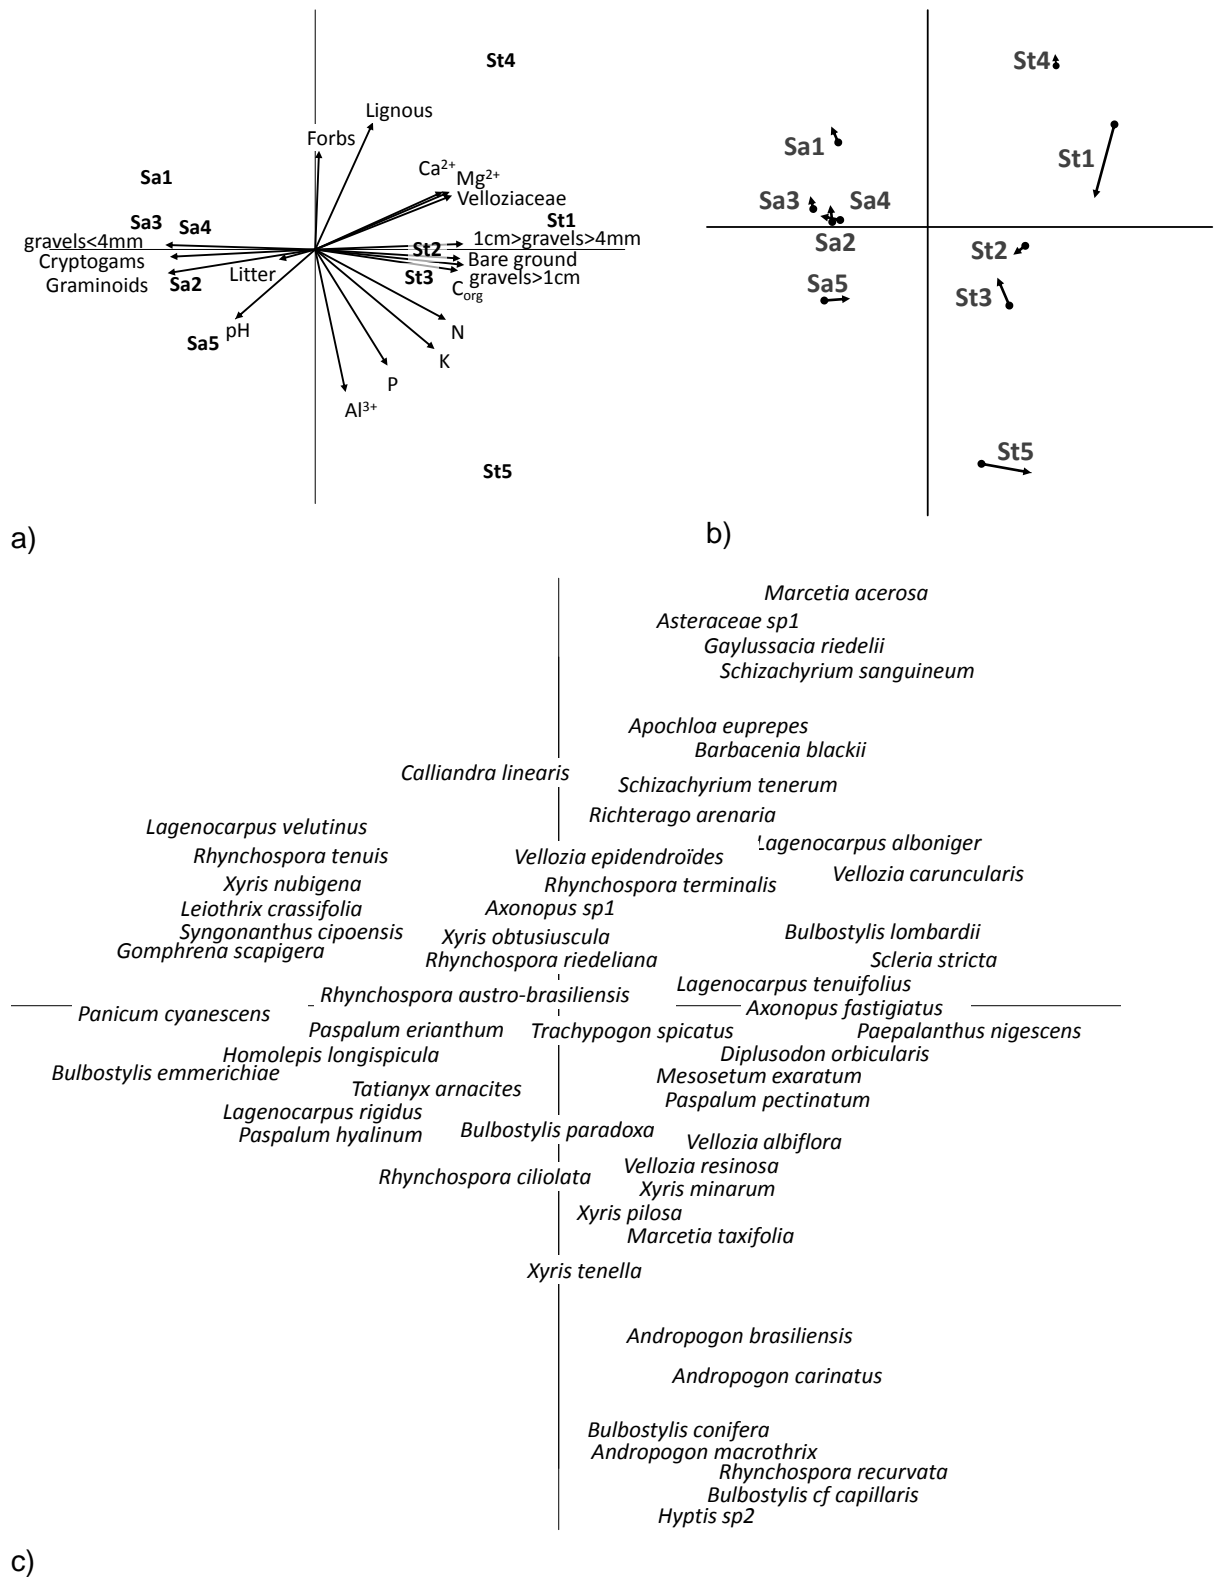 St4
Lignous
Forbs
Ca2+
Mg2+
Velloziaceae
Sa1
Sa3
Sa4
St1
gravels<4mm
1cm>gravels>4mm
St2
Cryptogams
Bare ground
Litter
St3
gravels>1cm
Graminoids
Sa2
Corg
pH
N
Sa5
K
P
Al3+
St5
a)
St4
Sa1
St1
Sa3
Sa4
Sa2
St2
Sa5
St3
St5
b)
Marcetia acerosa
Asteraceae sp1
Gaylussacia riedelii
Schizachyrium sanguineum
Apochloa euprepes
Barbacenia blackii
Calliandra linearis
Schizachyrium tenerum
Richterago arenaria
Lagenocarpus velutinus
Lagenocarpus alboniger
Rhynchospora tenuis
Vellozia epidendroïdes
Vellozia caruncularis
Xyris nubigena
Rhynchospora terminalis
Leiothrix crassifolia
Axonopus sp1
Syngonanthus cipoensis
Xyris obtusiuscula
Bulbostylis lombardii
Gomphrena scapigera
Rhynchospora riedeliana
Scleria stricta
Lagenocarpus tenuifolius
Rhynchospora austro-brasiliensis
Axonopus fastigiatus
Panicum cyanescens
Paspalum erianthum
Trachypogon spicatus
Paepalanthus nigescens
Homolepis longispicula
Diplusodon orbicularis
Bulbostylis emmerichiae
Mesosetum exaratum
Tatianyx arnacites
Paspalum pectinatum
Lagenocarpus rigidus
Paspalum hyalinum
Bulbostylis paradoxa
Vellozia albiflora
Vellozia resinosa
Rhynchospora ciliolata
Xyris minarum
Xyris pilosa
Marcetia taxifolia
Xyris tenella
Andropogon brasiliensis
Andropogon carinatus
Bulbostylis conifera
Andropogon macrothrix
Rhynchospora recurvata
Bulbostylis cf capillaris
Hyptis sp2
c)